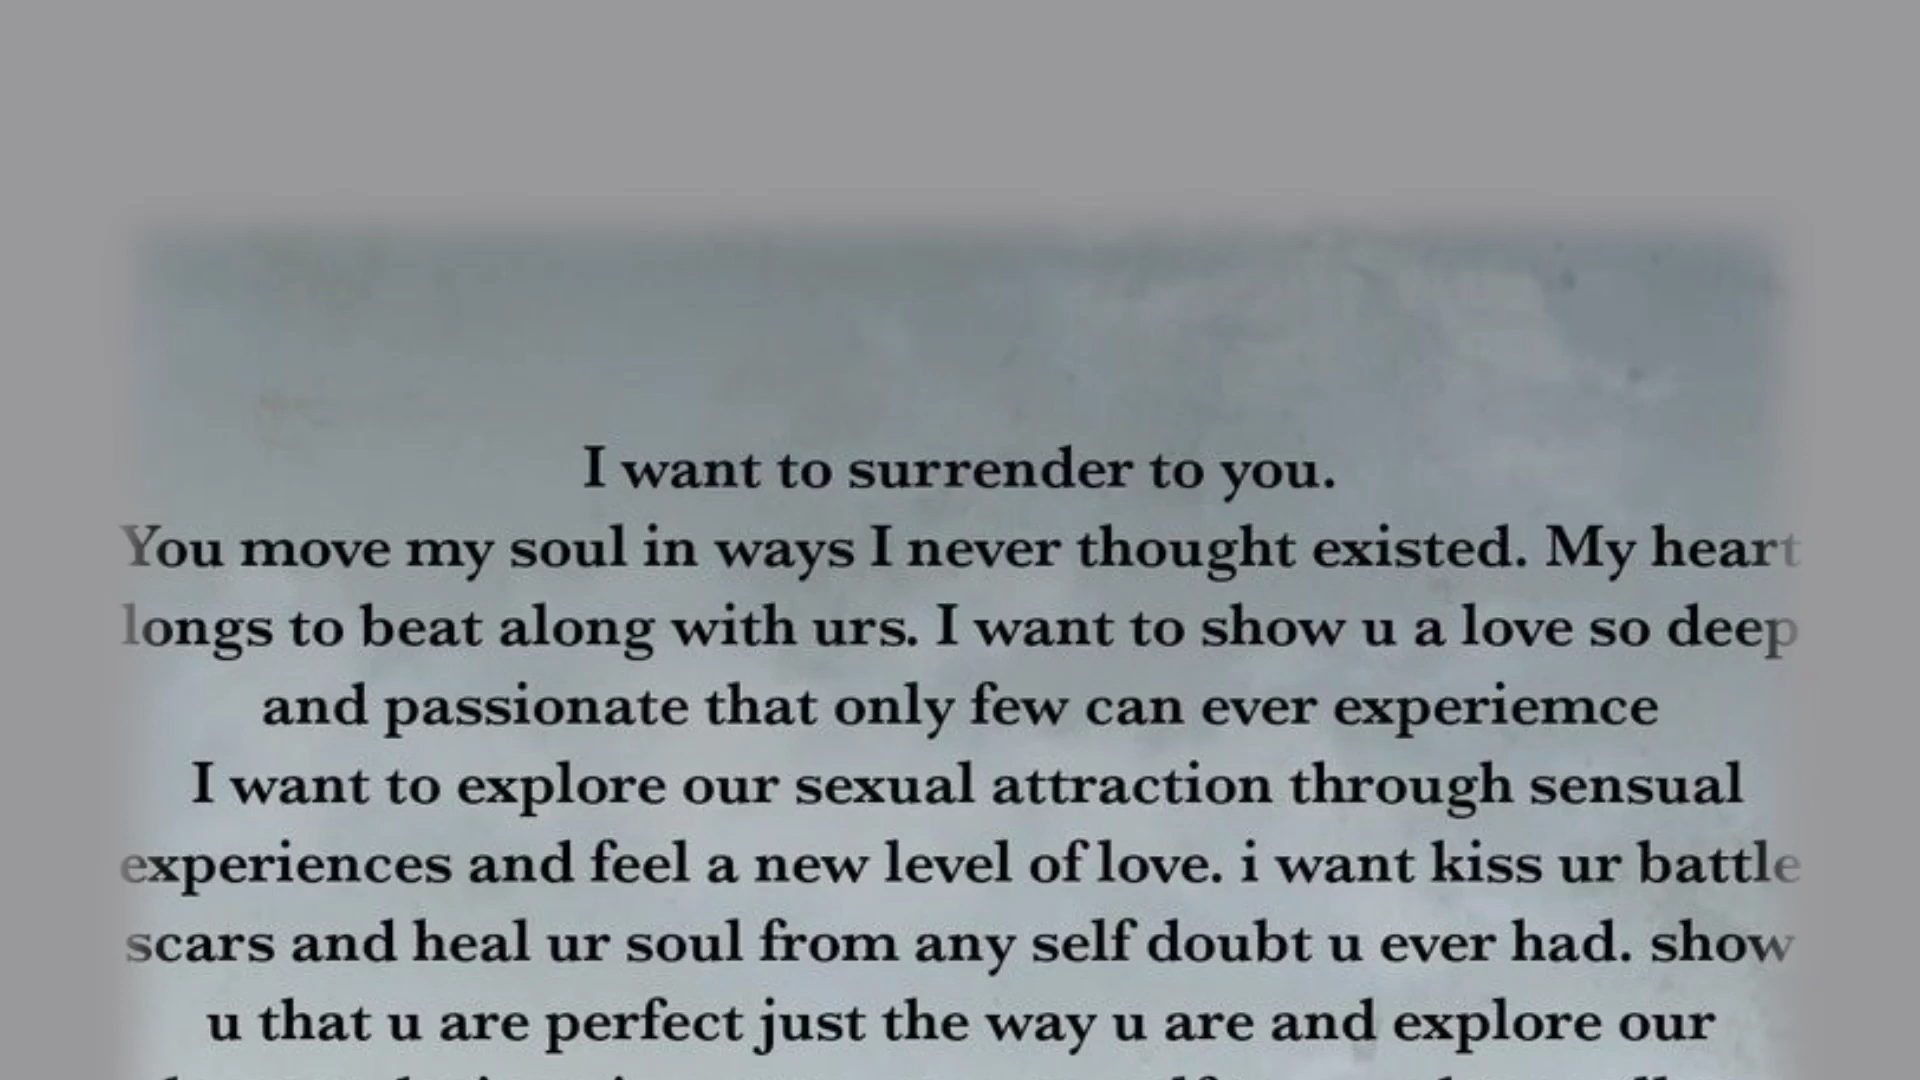 I want to surrender to you.
You move my soul in ways I never thought existed. My heart
longs to beat along with urs. I want to show u a love so deep
and passionate that only few can ever experiemce
I want to explore our sexual attraction through sensual
experiences and feel a new level of love. i want kiss ur battle
scars and heal ur soul from any self doubt u ever had. show
u that u are perfect just the way u are and explore our